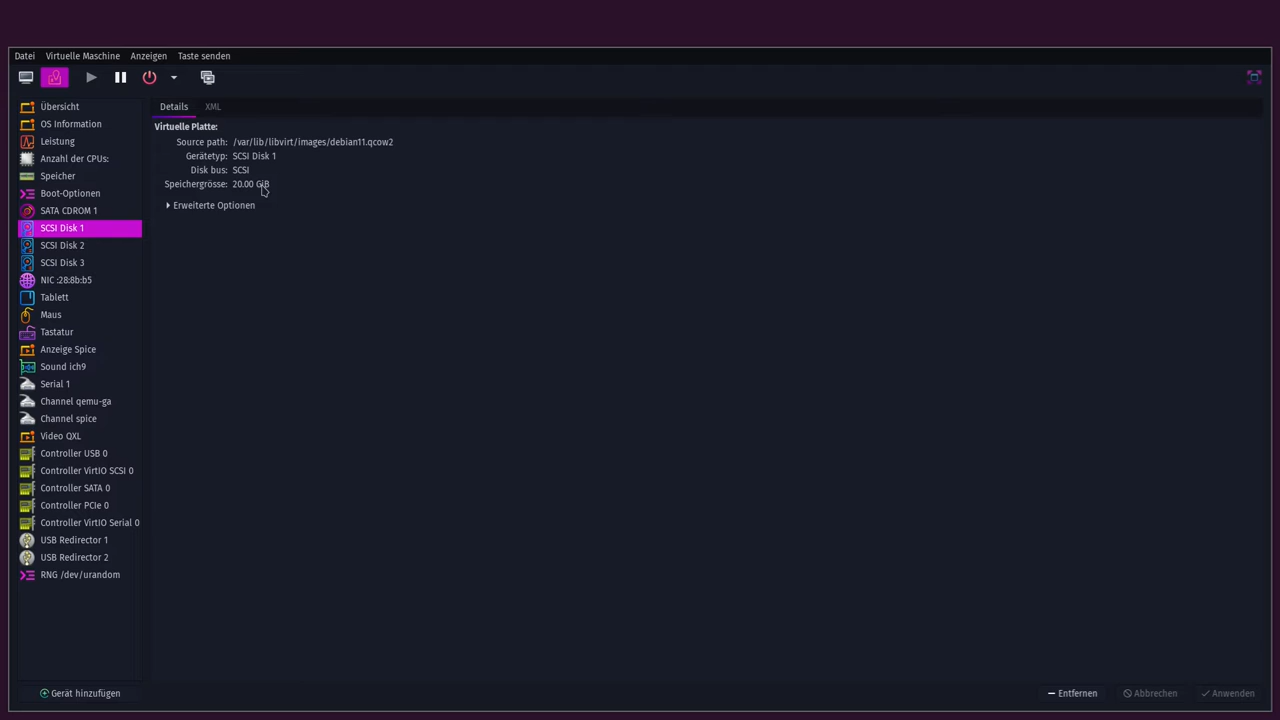 Datei Virtuelle Maschine Anzeigen Taste senden
Übersicht
OS Information
Leistung
Anzahl der CPUs:
Speicher
Boot-Optionen
SATA CDROM 1
SCSI Disk 1
SCSI Disk 2
SCSI Disk 3
NIC :28:8b:b5
Tablett
Maus
Tastatur
Anzeige Spice
Sound ich9
Serial 1
Channel qemu-ga
Channel spice
Video QXL
Controller USB 0
Controller VirtIO SCSI 0
Controller SATA 0
Controller PCIe 0
Controller VirtIO Serial 0
USB Redirector 1
USB Redirector 2
RNG /dev/urandom
Gerät hinzufügen
Details XML
Virtuelle Platte:
Source path: /var/lib/libvirt/images/debian11.qcow2
Gerätetyp: SCSI Disk 1
Disk bus: SCSI
Speichergrösse: 20.00 GiB
Erweiterte Optionen
Entfernen Abbrechen Anwenden